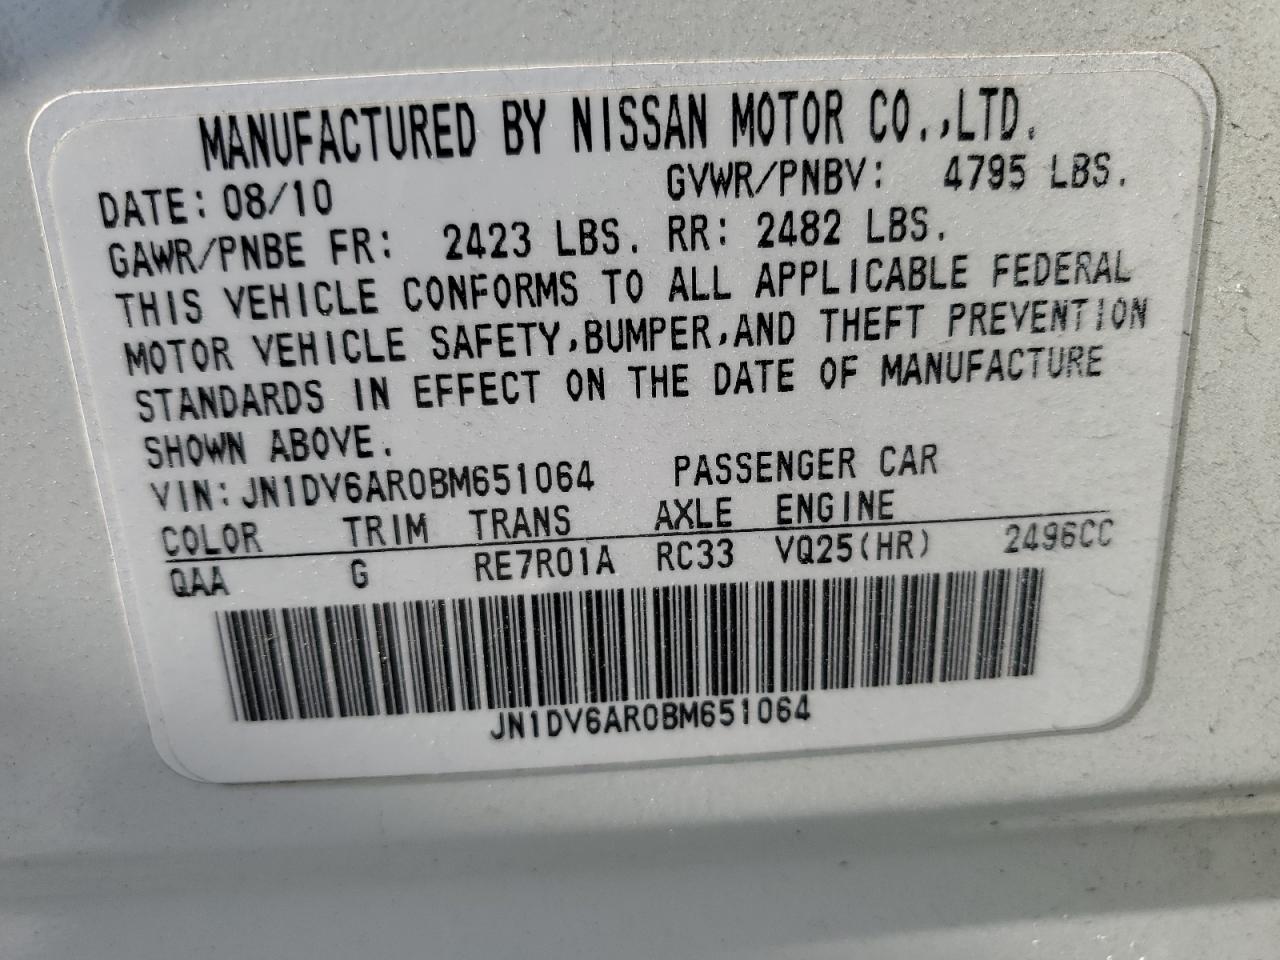 MANUFACTURED BY NISSAN MOTOR CO.,LTD.
DATE: 08/10 GVWR/PNBV: 4795 LBS.
GAWR/PNBE FR: 2423 LBS. RR: 2482 LBS.
THIS VEHICLE CONFORMS TO ALL APPLICABLE FEDERAL
MOTOR VEHICLE SAFETY,BUMPER,AND THEFT PREVENTION
STANDARDS IN EFFECT ON THE DATE OF MANUFACTURE
SHOWN ABOVE.
VIN: JN1DV6AR0BM651064 PASSENGER CAR
COLOR TRIM TRANS AXLE ENGINE
QAA G RE7R01A RC33 VQ25(HR) 2496CC
JN1DV6AR0BM651064